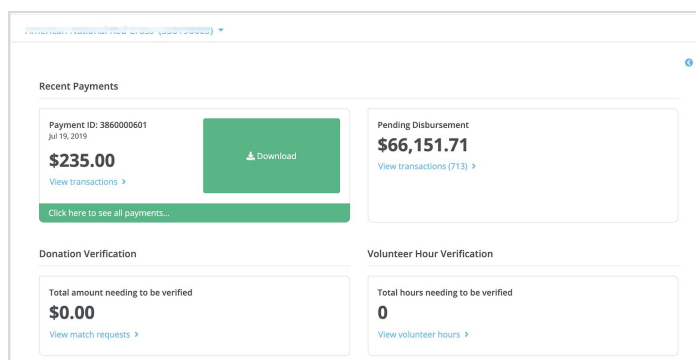 Recent Payments
Payment ID: 3860000601
Jul 19, 2019
$235.00
View transactions
Download
Click here to see all payments...
Pending Disbursement
$66,151.71
View transactions (713)
Donation Verification
Total amount needing to be verified
$0.00
View match requests
Volunteer Hour Verification
Total hours needing to be verified
0
View volunteer hours